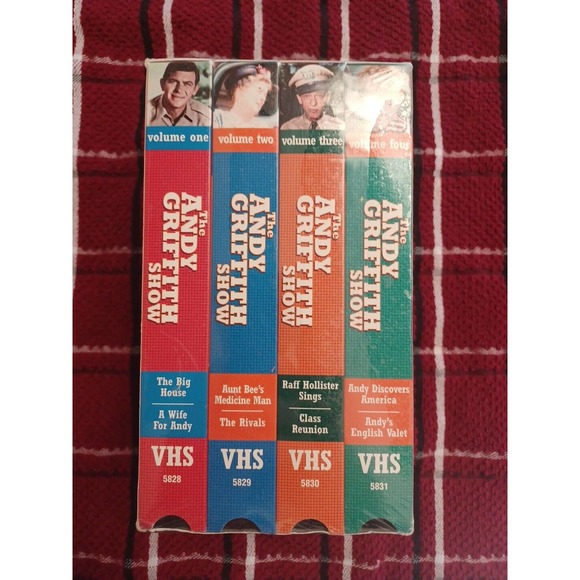 volume one
The
ANDY
GRIFFITH
SHOW
The Big
House
A Wife
For Andy
VHS
5828
volume two
The
ANDY
GRIFFITH
SHOW
Aunt Bee's
Medicine Man
The Rivals
VHS
5829
volume three
The
ANDY
GRIFFITH
SHOW
Raff Hollister
Sings
Class
Reunion
VHS
5830
volume four
The
ANDY
GRIFFITH
SHOW
Andy Discovers
America
Andy's
English Valet
VHS
5831